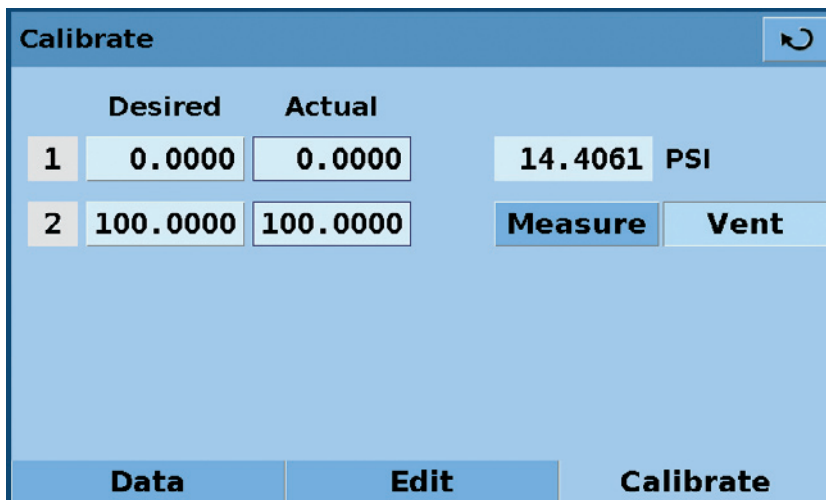 Calibrate
Desired Actual
1 0.0000 0.0000 14.4061 PSI
2 100.0000 100.0000 Measure Vent
Data Edit Calibrate